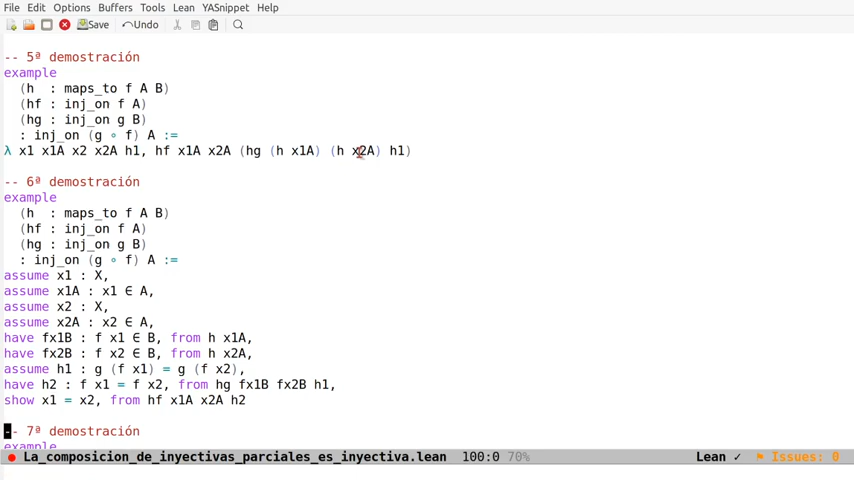 File Edit Options Buffers Tools Lean YASnippet Help
Save Undo
-- 5ª demostración
example
(h : maps_to f A B)
(hf : inj_on f A)
(hg : inj_on g B)
: inj_on (g ∘ f) A :=
λ x1 x1A x2 x2A h1, hf x1A x2A (hg (h x1A) (h x2A) h1)
-- 6ª demostración
example
(h : maps_to f A B)
(hf : inj_on f A)
(hg : inj_on g B)
: inj_on (g ∘ f) A :=
assume x1 : X,
assume x1A : x1 ∈ A,
assume x2 : X,
assume x2A : x2 ∈ A,
have fx1B : f x1 ∈ B, from h x1A,
have fx2B : f x2 ∈ B, from h x2A,
assume h1 : g (f x1) = g (f x2),
have h2 : f x1 = f x2, from hg fx1B fx2B h1,
show x1 = x2, from hf x1A x2A h2
-- 7ª demostración
example
La_composicion_de_inyectivas_parciales_es_inyectiva.lean 100:0 70% Lean ✓ Issues: 0